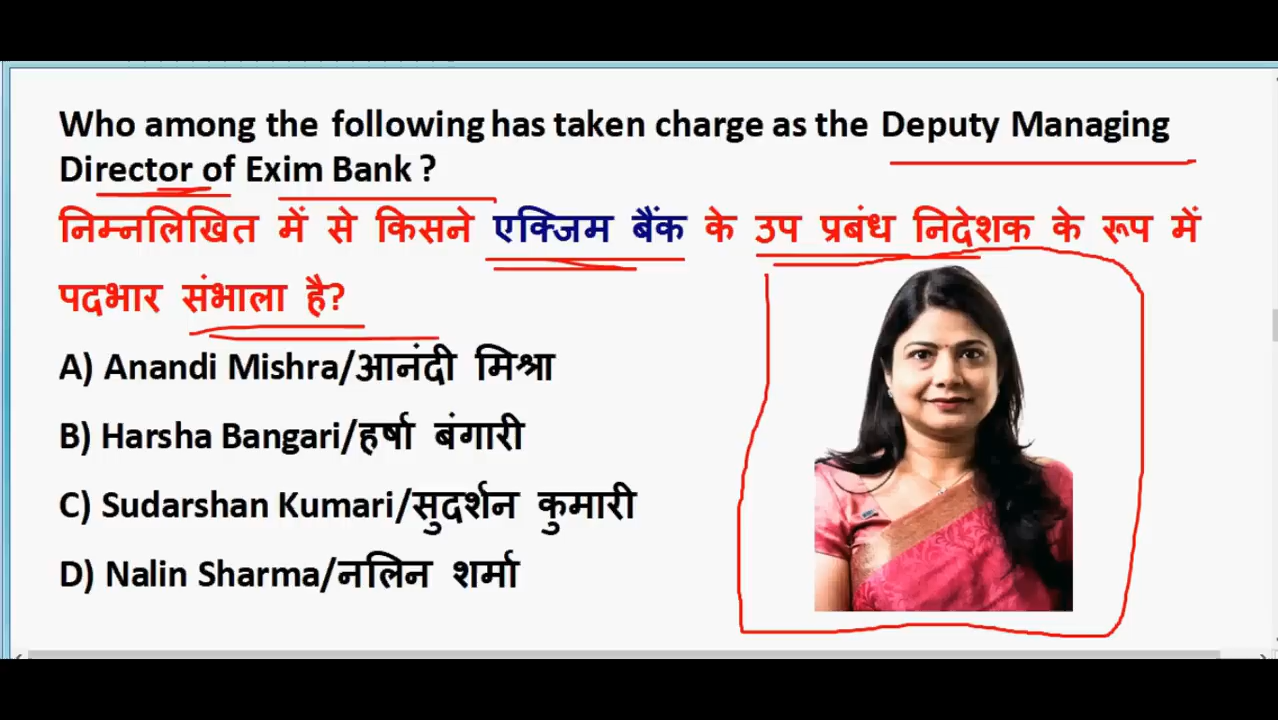 Who among the following has taken charge as the Deputy Managing
Director of Exim Bank ?
निम्नलिखित में से किसने एक्जिम बैंक के उप प्रबंध निदेशक के रूप में
पदभार संभाला है?
A) Anandi Mishra/आनंदी मिश्रा
B) Harsha Bangari/हर्षा बंगारी
C) Sudarshan Kumari/सुदर्शन कुमारी
D) Nalin Sharma/नलिन शर्मा